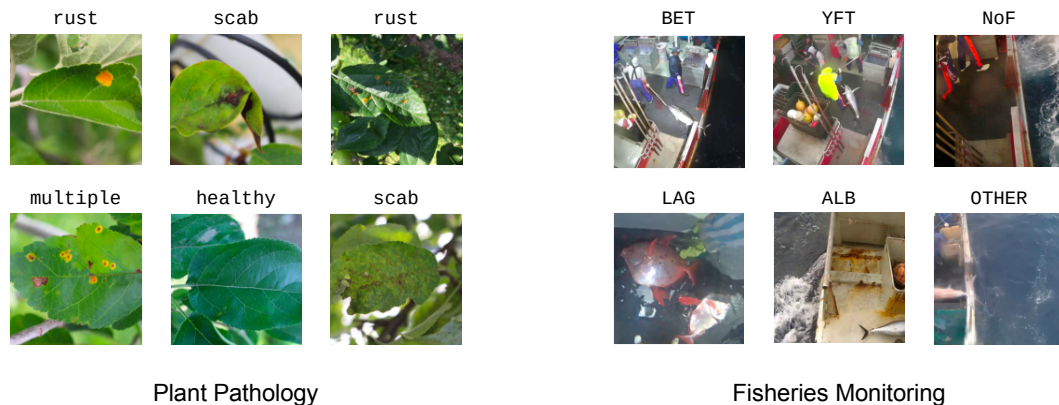 rust scab rust
BET YFT NoF
multiple healthy scab
LAG ALB OTHER
Plant Pathology
Fisheries Monitoring